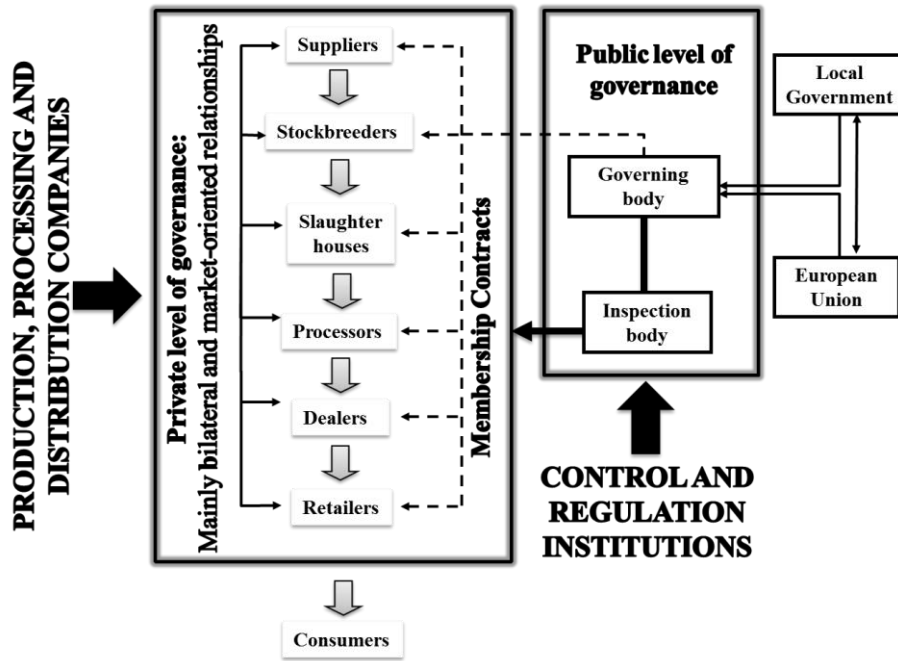 PRODUCTION, PROCESSING AND
DISTRIBUTION COMPANIES
Private level of governance:
Mainly bilateral and market-oriented relationships
Suppliers
Stockbreeders
Slaughter
houses
Processors
Dealers
Retailers
Consumers
Membership Contracts
Public level of
governance
Governing
body
Inspection
body
Local
Government
European
Union
CONTROL AND
REGULATION
INSTITUTIONS